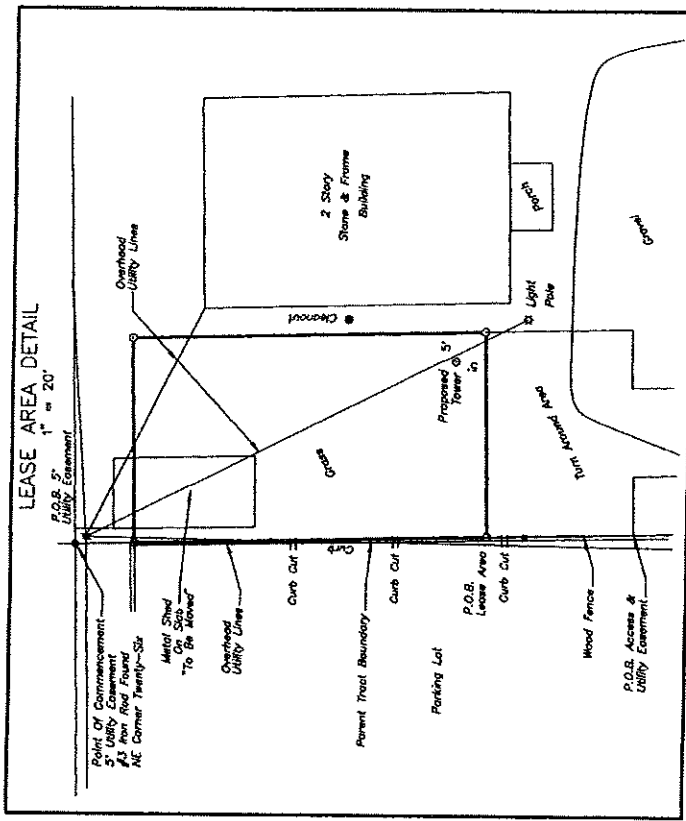 LEASE AREA DETAIL
1" = 20'
P.O.B. 5'
Utility Easement
Overhead
Utility Lines
Point Of Commencement
5' Utility Easement
#3 Iron Rod Found
NE Corner Twenty-Six
Metal Shed
On Slab
"To Be Moved"
Overhead
Utility Lines
Curb Cut
Curb
Curb Cut
Parent Tract Boundary
Parking Lot
P.O.B.
Lease Area
Curb Cut
Wood Fence
P.O.B. Access &
Utility Easement
Grass
Proposed
Tower
5'
5'
Cleanout
2 Story
Stone & Frame
Building
Porch
Light
Pole
Turn Around Area
Gravel